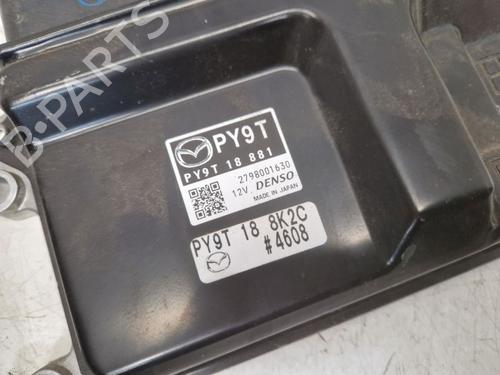 PY9T
PY9T 18 881
2798001630
12V DENSO
MADE IN JAPAN
PY9T 18 8K2C
#4608
B-PARTS